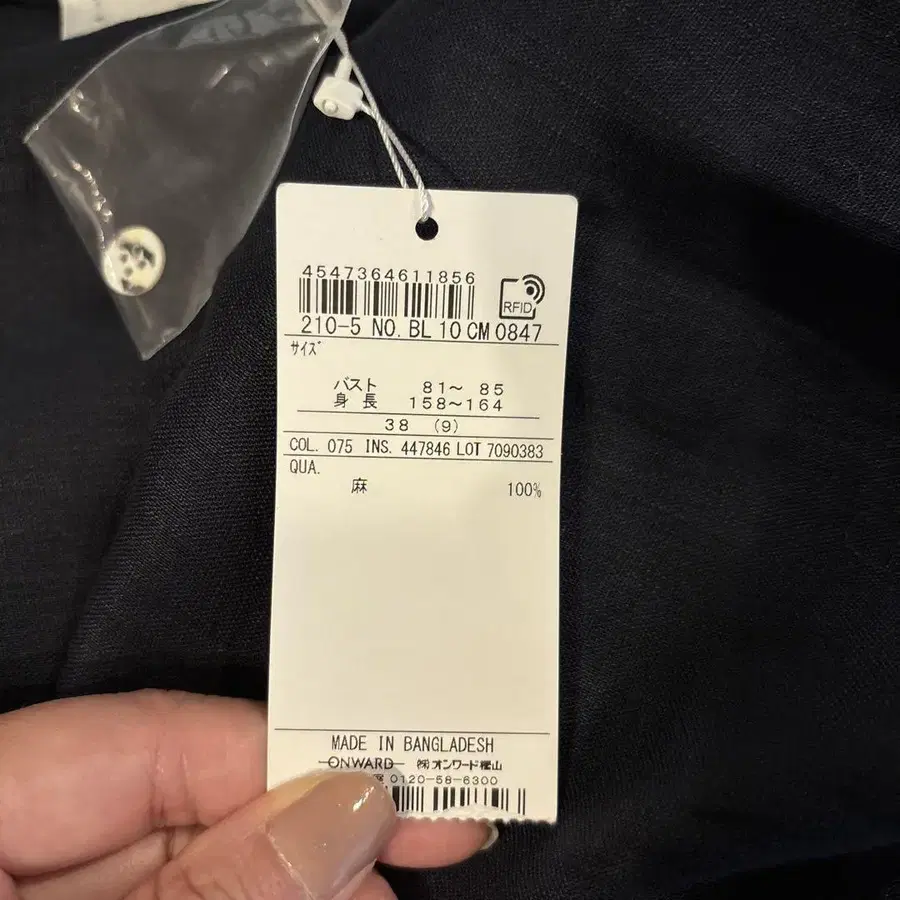 4547364611856
RFID
210-5 NO. BL 10 CM 0847
サイズ
バスト 81～ 85
身 長 158～164
38 (9)
COL. 075 INS. 447846 LOT 7090383
QUA.
麻 100%
MADE IN BANGLADESH
ONWARD ㈱オンワード樫山
0120-58-6300